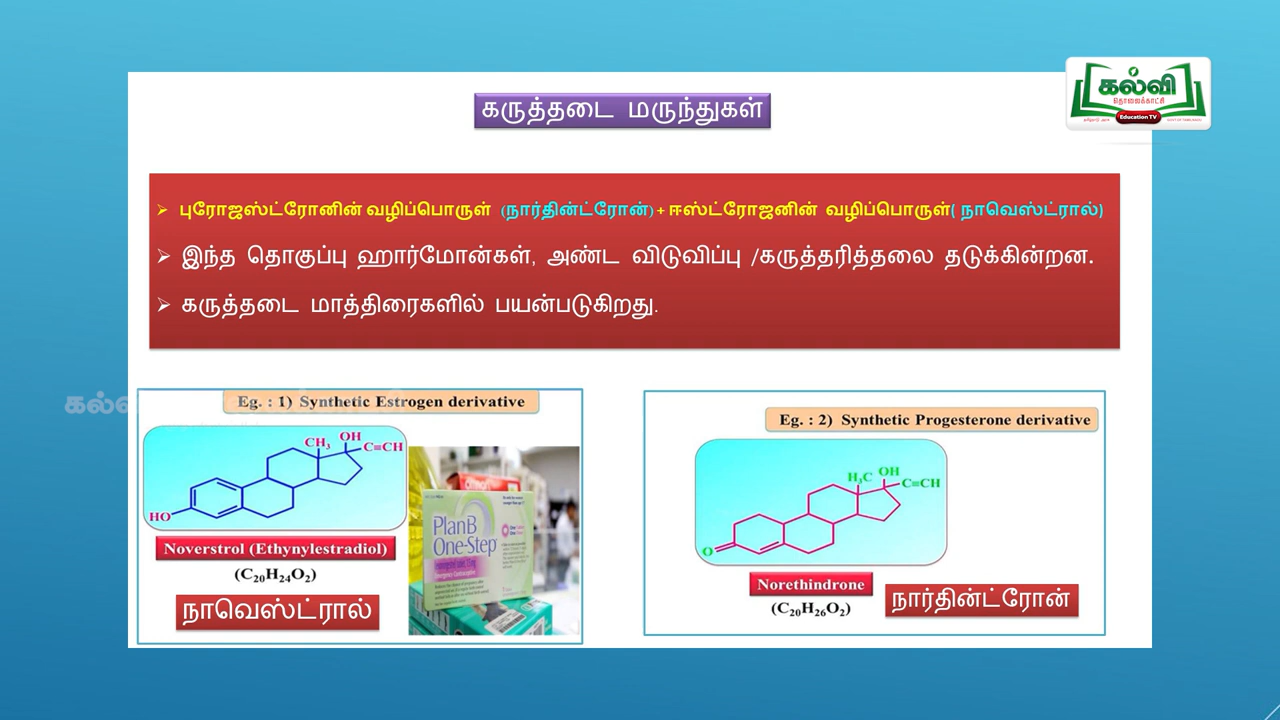 கருத்தடை மருந்துகள்
கல்வி
தொலைக்காட்சி
Education TV
➢ புரோஜஸ்ட்ரோனின் வழிப்பொருள் (நார்தின்ட்ரோன்) + ஈஸ்ட்ரோஜனின் வழிப்பொருள்( நாவெஸ்ட்ரால்)
➢ இந்த தொகுப்பு ஹார்மோன்கள், அண்ட விடுவிப்பு /கருத்தரித்தலை தடுக்கின்றன.
➢ கருத்தடை மாத்திரைகளில் பயன்படுகிறது.
Eg. : 1) Synthetic Estrogen derivative
CH₃ OH C≡CH
HO
Noverstrol (Ethynylestradiol)
(C₂₀H₂₄O₂)
நாவெஸ்ட்ரால்
PlanB
One-Step
Eg. : 2) Synthetic Progesterone derivative
H₃C OH C≡CH
O
Norethindrone
(C₂₀H₂₆O₂)
நார்தின்ட்ரோன்